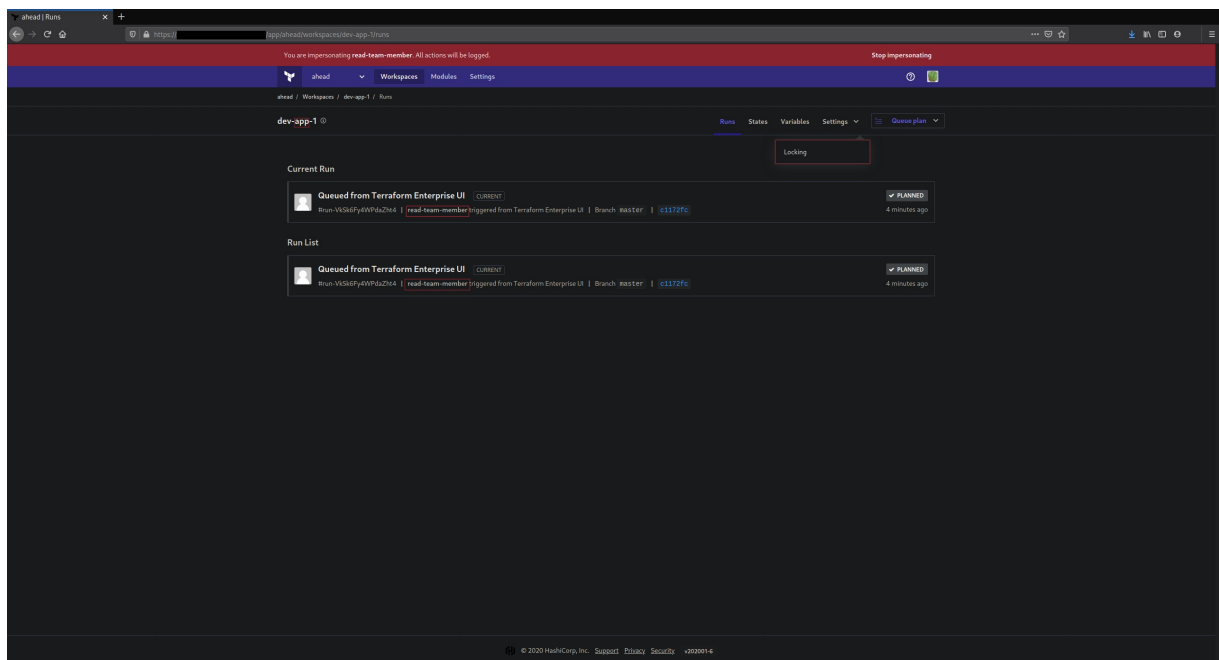 ahead | Runs
https:// /app/ahead/workspaces/dev-app-1/runs
You are impersonating read-team-member. All actions will be logged. Stop impersonating
ahead Workspaces Modules Settings
ahead / Workspaces / dev-app-1 / Runs
dev-app-1 Runs States Variables Settings Queue plan
Locking
Current Run
Queued from Terraform Enterprise UI CURRENT PLANNED
#run-VkSk6Fy4WPdaZht4 | read-team-member triggered from Terraform Enterprise UI | Branch master | c1172fc 4 minutes ago
Run List
Queued from Terraform Enterprise UI CURRENT PLANNED
#run-VkSk6Fy4WPdaZht4 | read-team-member triggered from Terraform Enterprise UI | Branch master | c1172fc 4 minutes ago
© 2020 HashiCorp, Inc. Support Privacy Security v202001-6